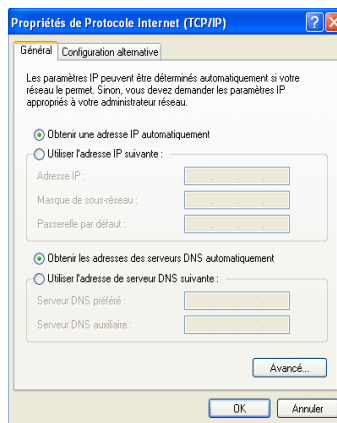 Propriétés de Protocole Internet (TCP/IP)
Général
Configuration alternative
Les paramètres IP peuvent être déterminés automatiquement si votre
réseau le permet. Sinon, vous devez demander les paramètres IP
appropriés à votre administrateur réseau.
Obtenir une adresse IP automatiquement
Utiliser l'adresse IP suivante :
Adresse IP :
Masque de sous-réseau :
Passerelle par défaut :
Obtenir les adresses des serveurs DNS automatiquement
Utiliser l'adresse de serveur DNS suivante :
Serveur DNS préféré :
Serveur DNS auxiliaire :
Avancé...
OK
Annuler